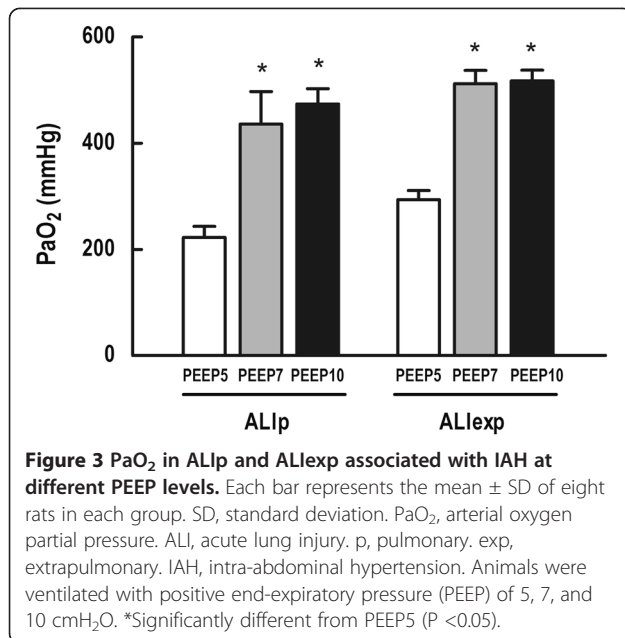 600
* * * *
400
PaO₂ (mmHg)
200
0
PEEP5 PEEP7 PEEP10 PEEP5 PEEP7 PEEP10
ALIp ALIexp
Figure 3 PaO₂ in ALIp and ALIexp associated with IAH at
different PEEP levels. Each bar represents the mean ± SD of eight
rats in each group. SD, standard deviation. PaO₂, arterial oxygen
partial pressure. ALI, acute lung injury. p, pulmonary. exp,
extrapulmonary. IAH, intra-abdominal hypertension. Animals were
ventilated with positive end-expiratory pressure (PEEP) of 5, 7, and
10 cmH₂O. *Significantly different from PEEP5 (P <0.05).